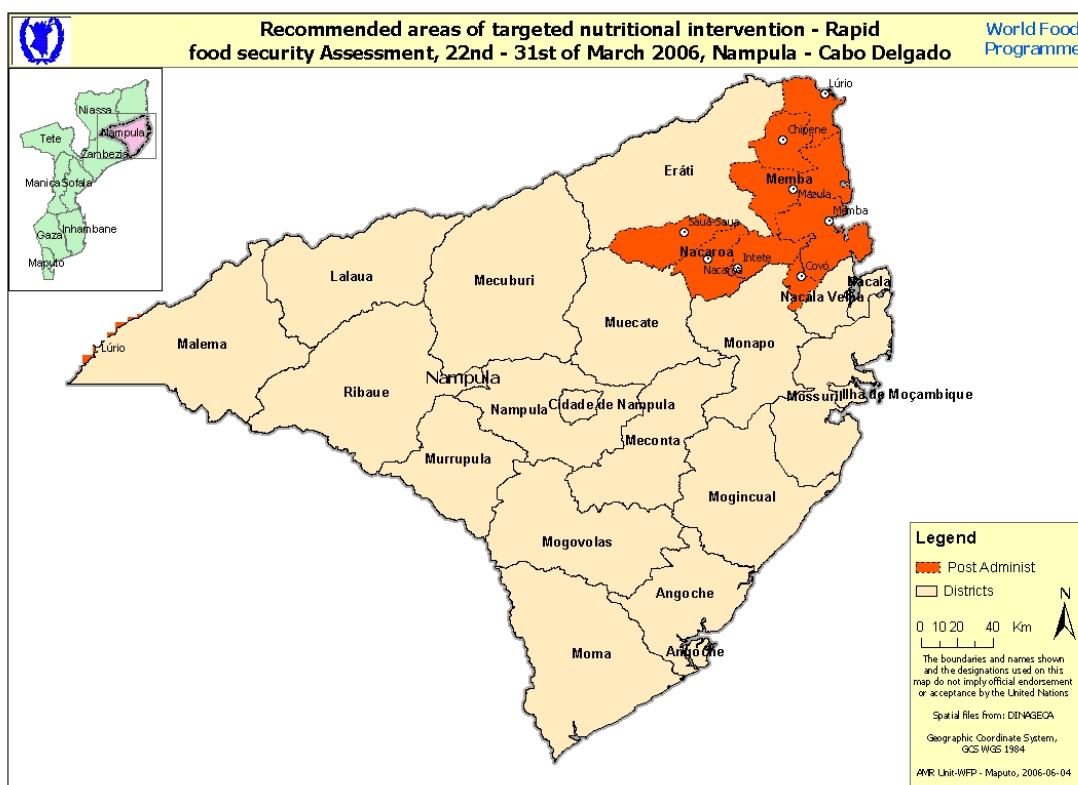 Recommended areas of targeted nutritional intervention - Rapid
food security Assessment, 22nd - 31st of March 2006, Nampula - Cabo Delgado
World Food
Programme
Niassa
Nampula
Tete
Zambezia
Manica
Sofala
Inhambane
Gaza
Maputo
Lúrio
Chipene
Eráti
Memba
Mazula
Memba
Saua-Saua
Nacaroa
Intete
Nacaroa
Covó
Nacala
Nacala Velha
Lalaua
Mecuburi
Muecate
Monapo
Lúrio
Malema
Ribaue
Nampula
Nampula
Cidade de Nampula
Mossuril
Ilha de Moçambique
Meconta
Murrupula
Mogincual
Mogovolas
Angoche
Angoche
Moma
Legend
Post Administ
Districts
N
0 10 20 40 Km
The boundaries and names shown
and the designations used on this
map do not imply official endorsement
or acceptance by the United Nations
Spatial files from: DINAGECA
Geographic Coordinate System,
GCS WGS 1984
AMR Unit-WFP - Maputo, 2006-06-04